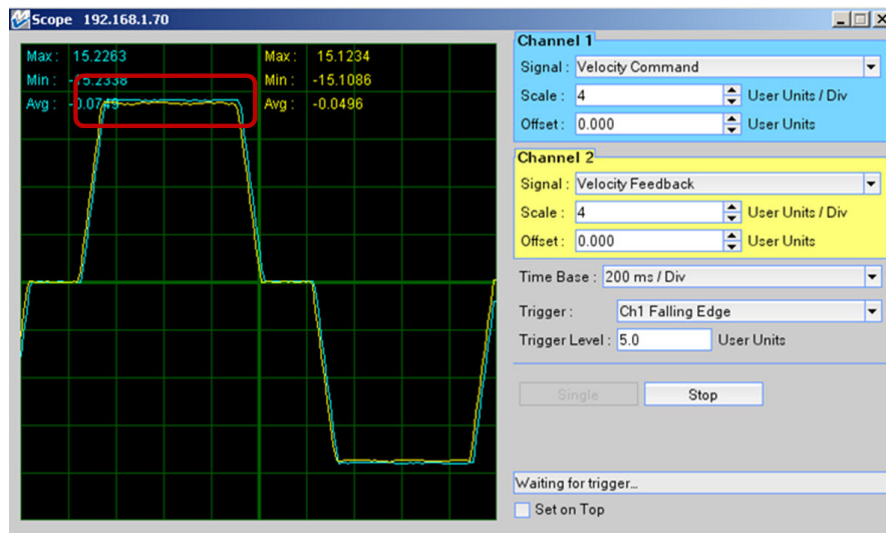 Scope 192.168.1.70
Max : 15.2263
Min : -15.2338
Avg : -0.0749
Max : 15.1234
Min : -15.1086
Avg : -0.0496
Channel 1
Signal : Velocity Command
Scale : 4 User Units / Div
Offset : 0.000 User Units
Channel 2
Signal : Velocity Feedback
Scale : 4 User Units / Div
Offset : 0.000 User Units
Time Base : 200 ms / Div
Trigger : Ch1 Falling Edge
Trigger Level : 5.0 User Units
Single Stop
Waiting for trigger...
Set on Top